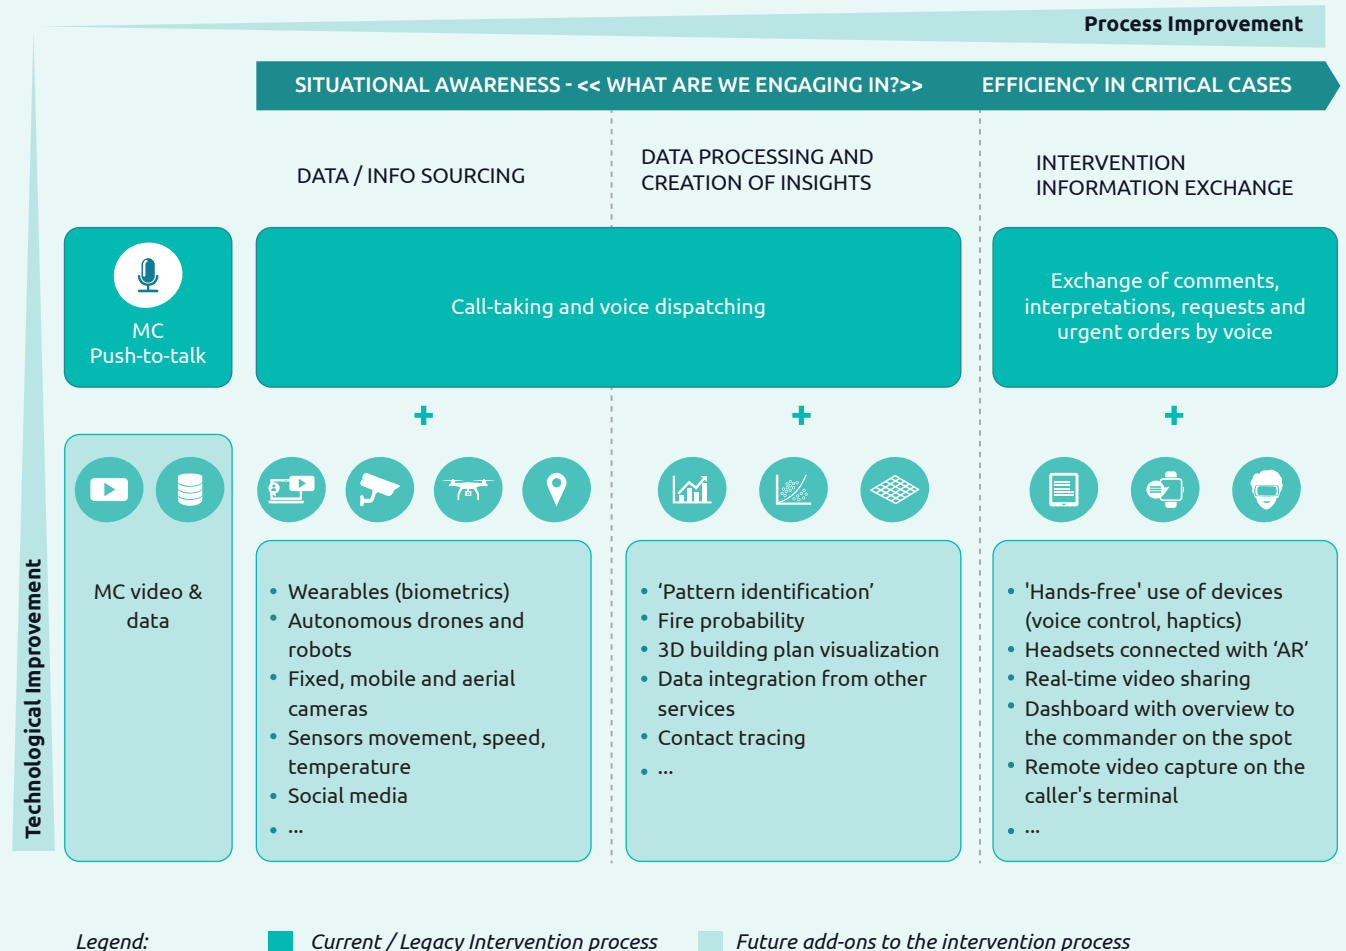 Process Improvement
SITUATIONAL AWARENESS - << WHAT ARE WE ENGAGING IN?>>
EFFICIENCY IN CRITICAL CASES
DATA / INFO SOURCING
DATA PROCESSING AND
CREATION OF INSIGHTS
INTERVENTION
INFORMATION EXCHANGE
MC
Push-to-talk
Call-taking and voice dispatching
Exchange of comments,
interpretations, requests and
urgent orders by voice
+
+
+
Technological Improvement
MC video &
data
• Wearables (biometrics)
• Autonomous drones and
robots
• Fixed, mobile and aerial
cameras
• Sensors movement, speed,
temperature
• Social media
• ...
• ‘Pattern identification’
• Fire probability
• 3D building plan visualization
• Data integration from other
services
• Contact tracing
• ...
• 'Hands-free' use of devices
(voice control, haptics)
• Headsets connected with ‘AR’
• Real-time video sharing
• Dashboard with overview to
the commander on the spot
• Remote video capture on the
caller's terminal
• ...
Legend:
Current / Legacy Intervention process
Future add-ons to the intervention process